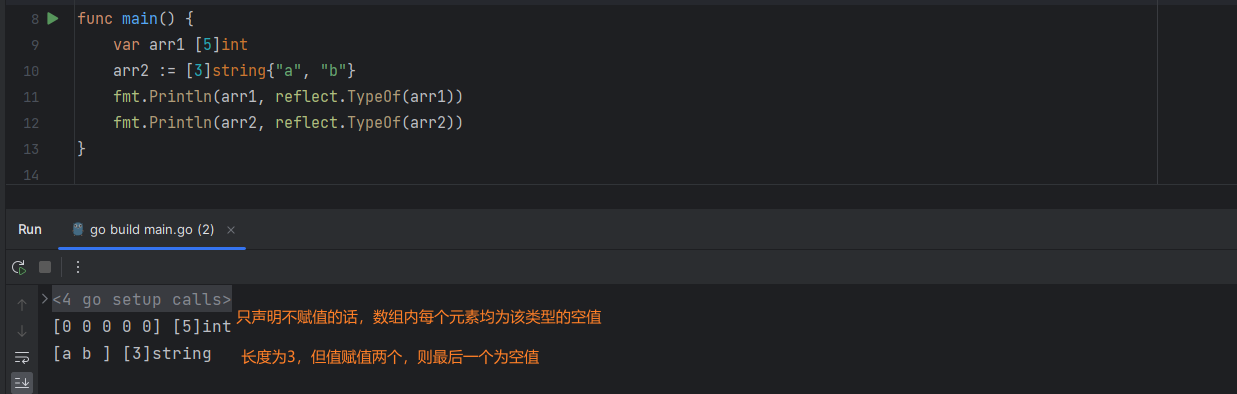 8 func main() {
9 var arr1 [5]int
10 arr2 := [3]string{"a", "b"}
11 fmt.Println(arr1, reflect.TypeOf(arr1))
12 fmt.Println(arr2, reflect.TypeOf(arr2))
13 }
14
Run go build main.go (2)
<4 go setup calls>
[0 0 0 0 0] [5]int 只声明不赋值的话，数组内每个元素均为该类型的空值
[a b ] [3]string 长度为3，但值赋值两个，则最后一个为空值